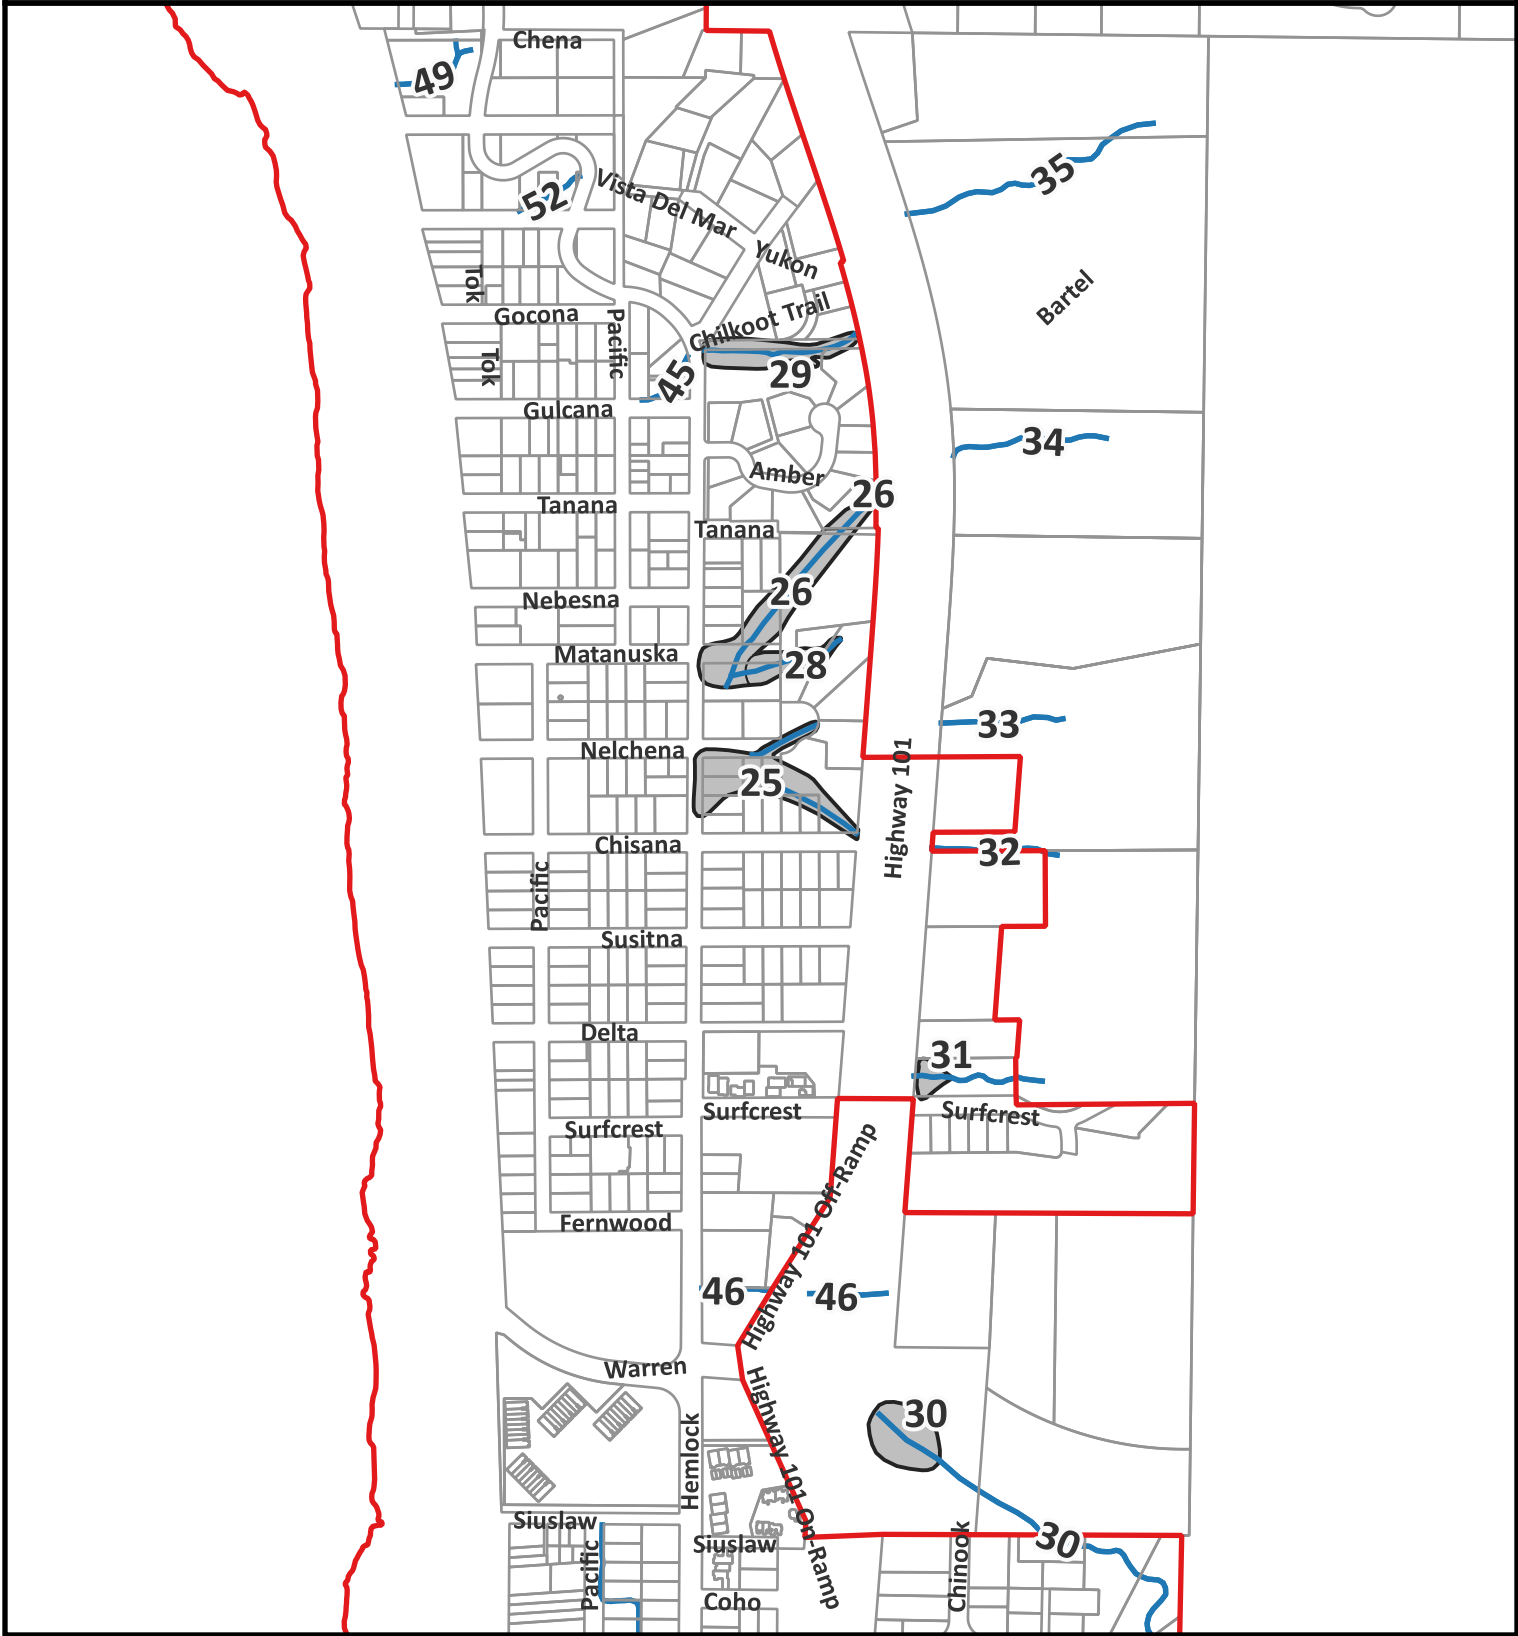 Chena
49
35
52
Vista Del Mar
Yukon
Tok
Bartel
Chilkoot Trail
Gocona
Pacific
Tok
29
45
Gulcana
34
Amber
26
Tanana
Tanana
26
Nebesna
Matanuska
28
33
Nelchena
Highway 101
25
Chisana
32
Pacific
Susitna
Delta
31
Surfcrest
Surfcrest
Surfcrest
Highway 101 Off-Ramp
Fernwood
46
46
Warren
Highway 101 On-Ramp
30
Hemlock
Siuslaw
Siuslaw
30
Pacific
Chinook
Coho